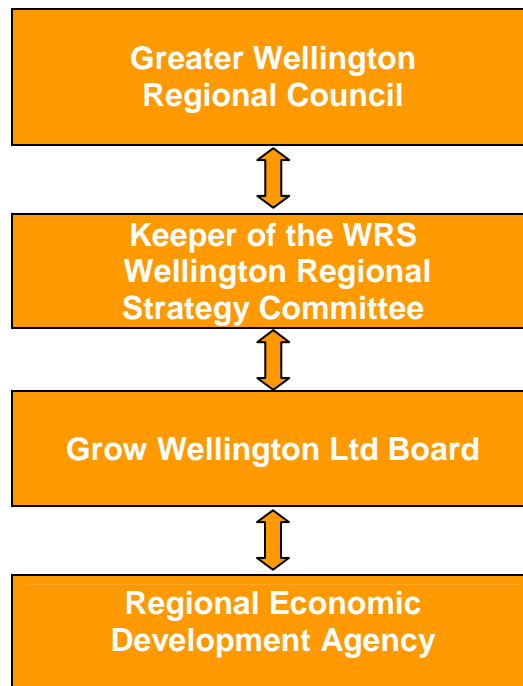 Greater Wellington
Regional Council
Keeper of the WRS
Wellington Regional
Strategy Committee
Grow Wellington Ltd Board
Regional Economic
Development Agency